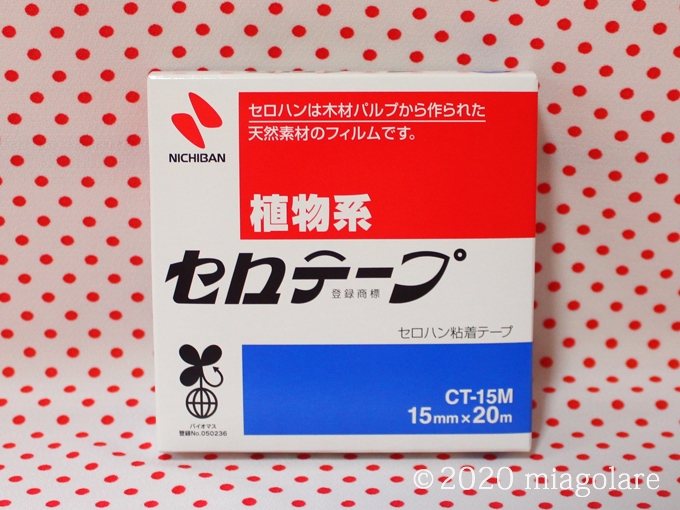 セロハンは木材パルプから作られた
天然素材のフィルムです。
NICHIBAN
植物系
セロテープ
登録商標
セロハン粘着テープ
CT-15M
15mm×20m
バイオマス
登録No.050236
© 2020 miagolare